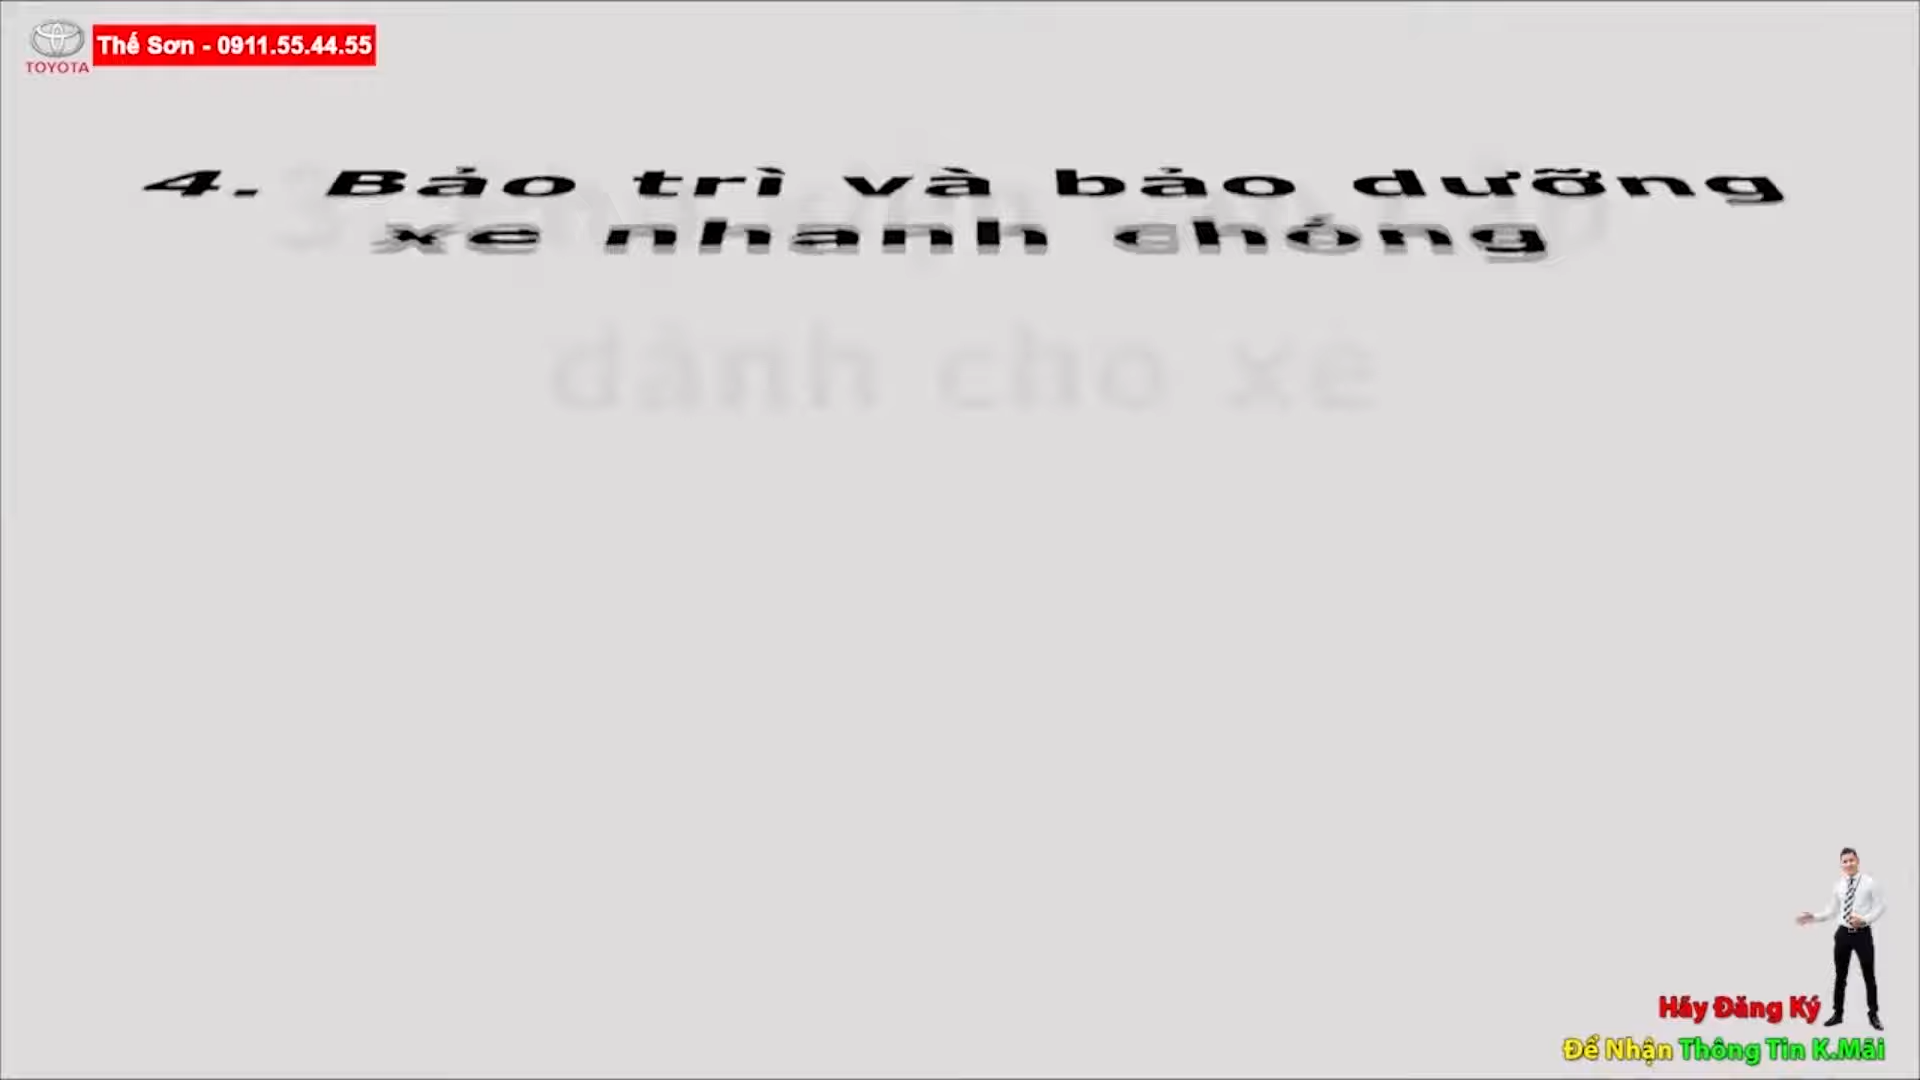 Thế Sơn - 0911.55.44.55
TOYOTA
4. Bảo trì và bảo dưỡng
xe nhanh chóng
dành cho xe
Hãy Đăng Ký
Để Nhận Thông Tin K.Mãi